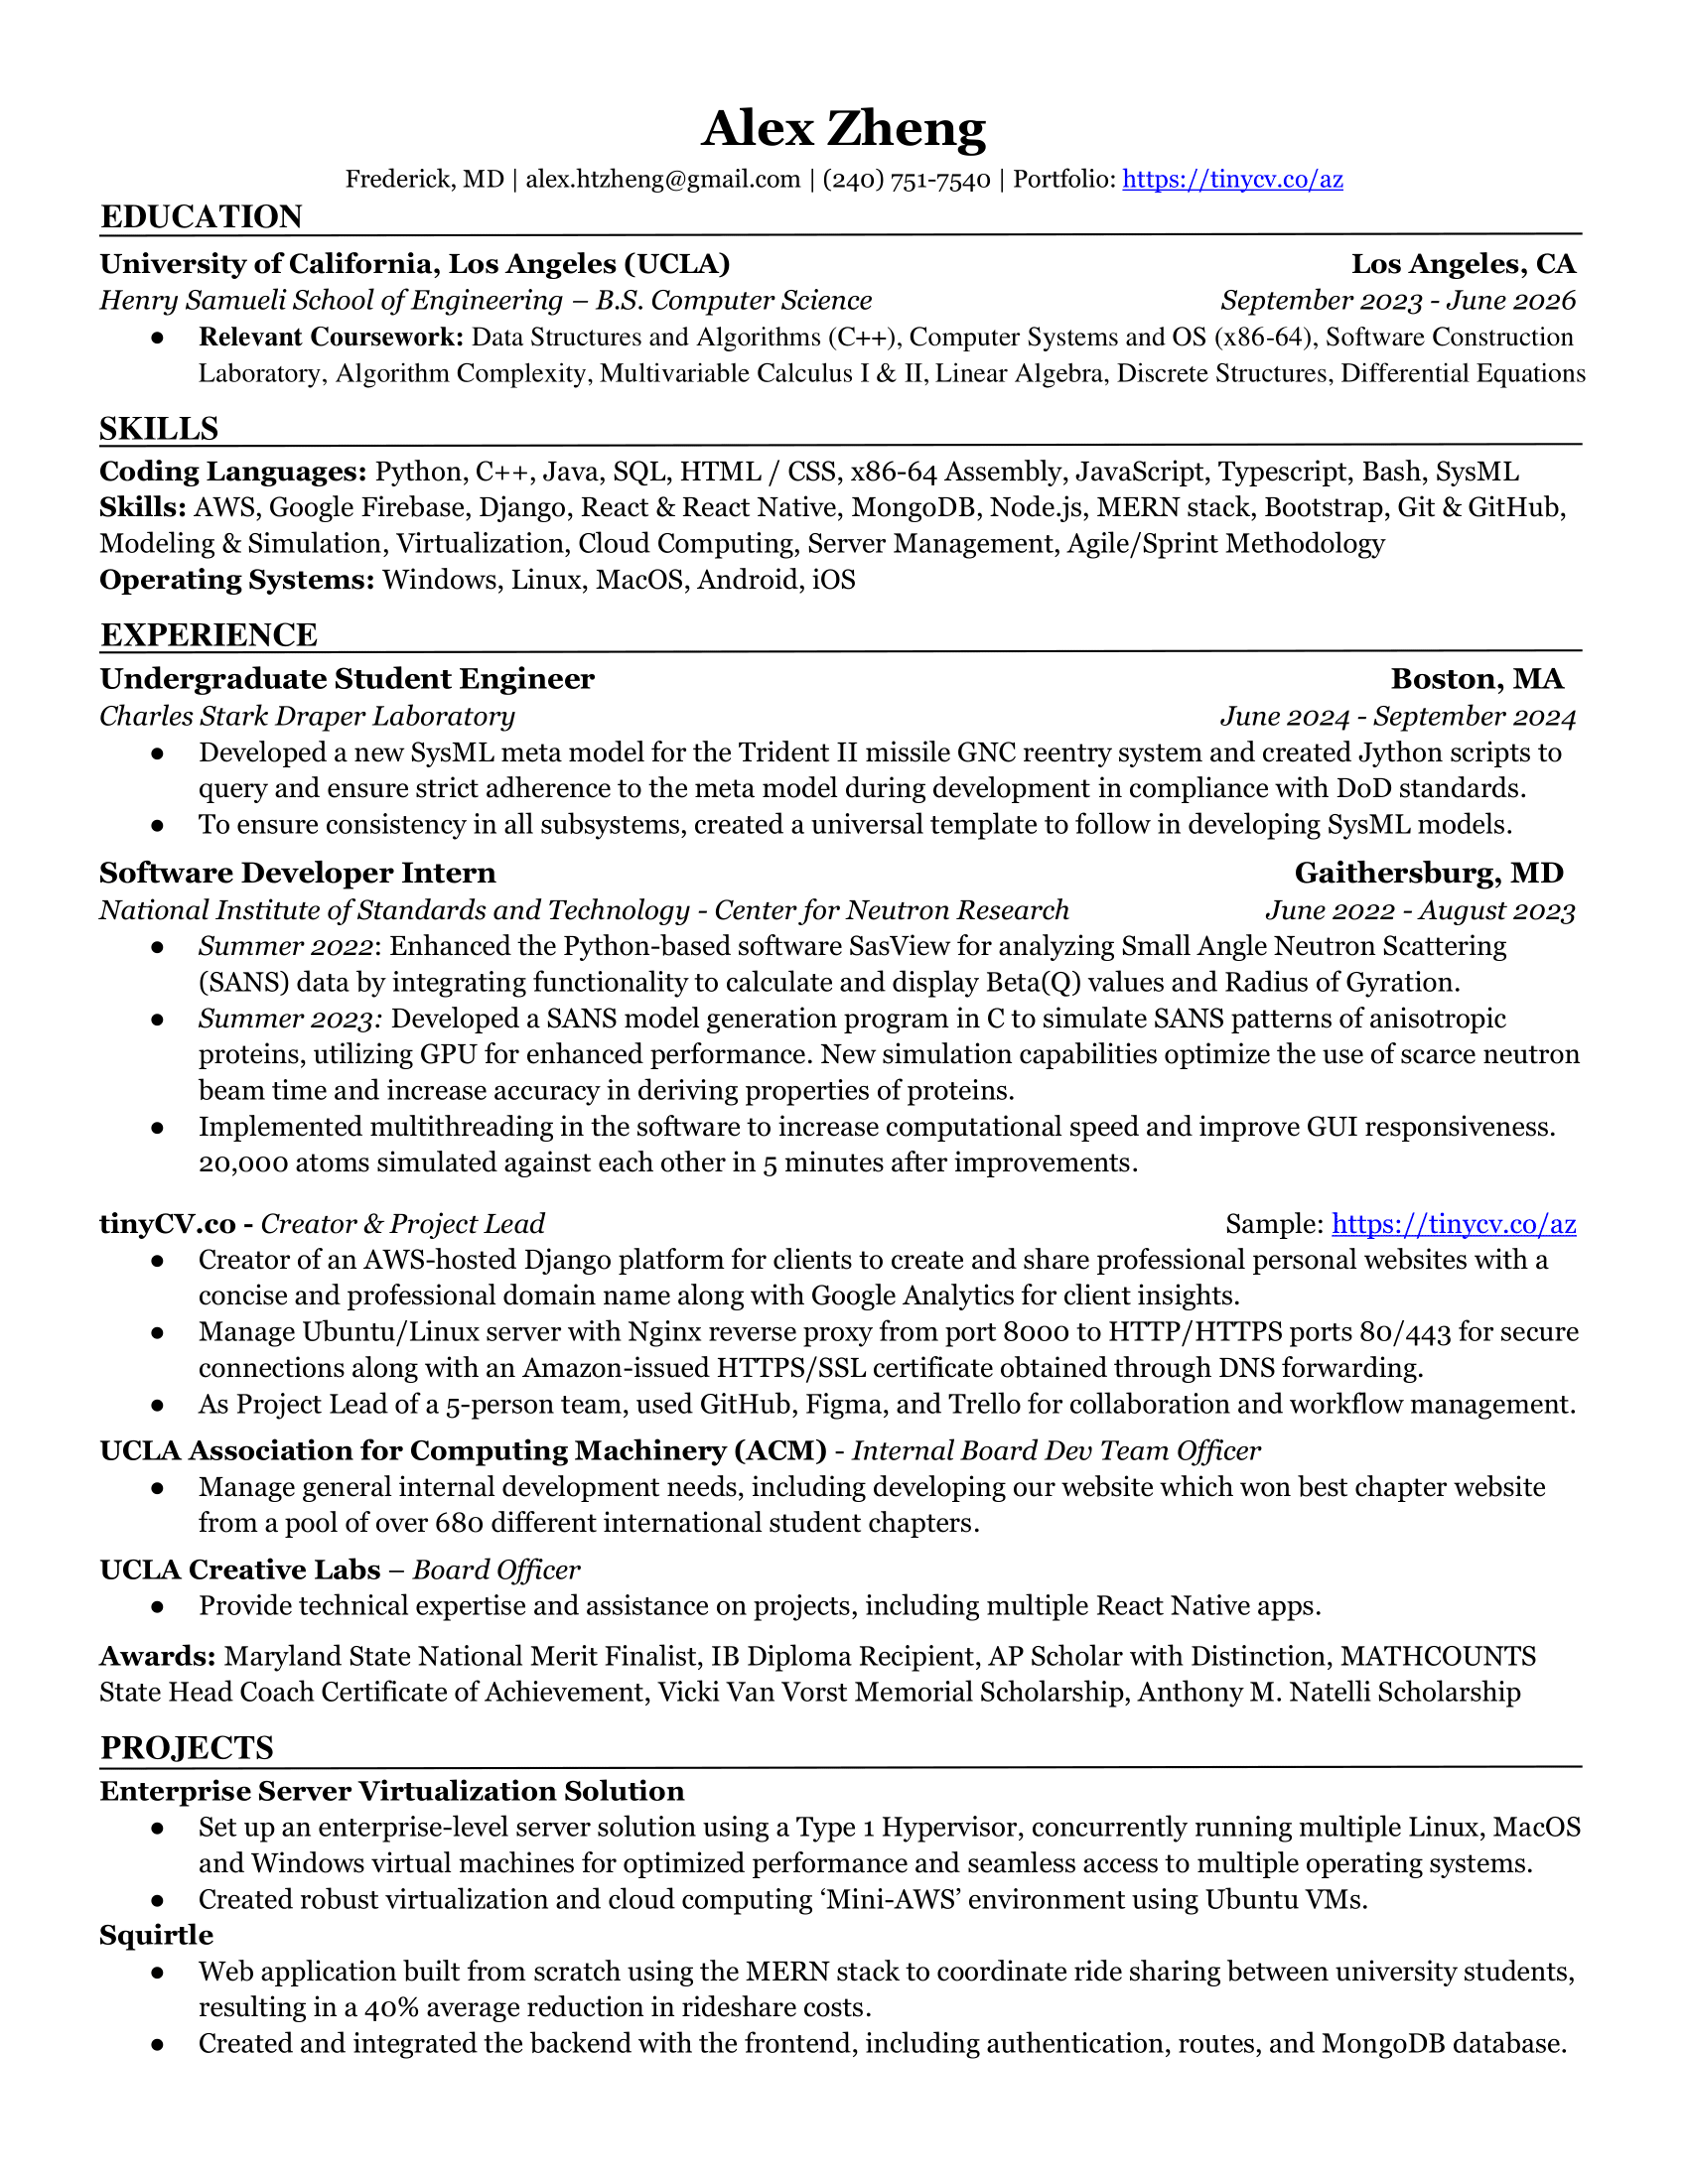 Alex Zheng
Frederick, MD | alex.htzheng@gmail.com | (240) 751-7540 | Portfolio: https://tinycv.co/az
EDUCATION
University of California, Los Angeles (UCLA) Los Angeles, CA
Henry Samueli School of Engineering – B.S. Computer Science September 2023 - June 2026
● Relevant Coursework: Data Structures and Algorithms (C++), Computer Systems and OS (x86-64), Software Construction
Laboratory, Algorithm Complexity, Multivariable Calculus I & II, Linear Algebra, Discrete Structures, Differential Equations
SKILLS
Coding Languages: Python, C++, Java, SQL, HTML / CSS, x86-64 Assembly, JavaScript, Typescript, Bash, SysML
Skills: AWS, Google Firebase, Django, React & React Native, MongoDB, Node.js, MERN stack, Bootstrap, Git & GitHub,
Modeling & Simulation, Virtualization, Cloud Computing, Server Management, Agile/Sprint Methodology
Operating Systems: Windows, Linux, MacOS, Android, iOS
EXPERIENCE
Undergraduate Student Engineer Boston, MA
Charles Stark Draper Laboratory June 2024 - September 2024
● Developed a new SysML meta model for the Trident II missile GNC reentry system and created Jython scripts to
query and ensure strict adherence to the meta model during development in compliance with DoD standards.
● To ensure consistency in all subsystems, created a universal template to follow in developing SysML models.
Software Developer Intern Gaithersburg, MD
National Institute of Standards and Technology - Center for Neutron Research June 2022 - August 2023
● Summer 2022: Enhanced the Python-based software SasView for analyzing Small Angle Neutron Scattering
(SANS) data by integrating functionality to calculate and display Beta(Q) values and Radius of Gyration.
● Summer 2023: Developed a SANS model generation program in C to simulate SANS patterns of anisotropic
proteins, utilizing GPU for enhanced performance. New simulation capabilities optimize the use of scarce neutron
beam time and increase accuracy in deriving properties of proteins.
● Implemented multithreading in the software to increase computational speed and improve GUI responsiveness.
20,000 atoms simulated against each other in 5 minutes after improvements.
tinyCV.co - Creator & Project Lead Sample: https://tinycv.co/az
● Creator of an AWS-hosted Django platform for clients to create and share professional personal websites with a
concise and professional domain name along with Google Analytics for client insights.
● Manage Ubuntu/Linux server with Nginx reverse proxy from port 8000 to HTTP/HTTPS ports 80/443 for secure
connections along with an Amazon-issued HTTPS/SSL certificate obtained through DNS forwarding.
● As Project Lead of a 5-person team, used GitHub, Figma, and Trello for collaboration and workflow management.
UCLA Association for Computing Machinery (ACM) - Internal Board Dev Team Officer
● Manage general internal development needs, including developing our website which won best chapter website
from a pool of over 680 different international student chapters.
UCLA Creative Labs – Board Officer
● Provide technical expertise and assistance on projects, including multiple React Native apps.
Awards: Maryland State National Merit Finalist, IB Diploma Recipient, AP Scholar with Distinction, MATHCOUNTS
State Head Coach Certificate of Achievement, Vicki Van Vorst Memorial Scholarship, Anthony M. Natelli Scholarship
PROJECTS
Enterprise Server Virtualization Solution
● Set up an enterprise-level server solution using a Type 1 Hypervisor, concurrently running multiple Linux, MacOS
and Windows virtual machines for optimized performance and seamless access to multiple operating systems.
● Created robust virtualization and cloud computing ‘Mini-AWS’ environment using Ubuntu VMs.
Squirtle
● Web application built from scratch using the MERN stack to coordinate ride sharing between university students,
resulting in a 40% average reduction in rideshare costs.
● Created and integrated the backend with the frontend, including authentication, routes, and MongoDB database.